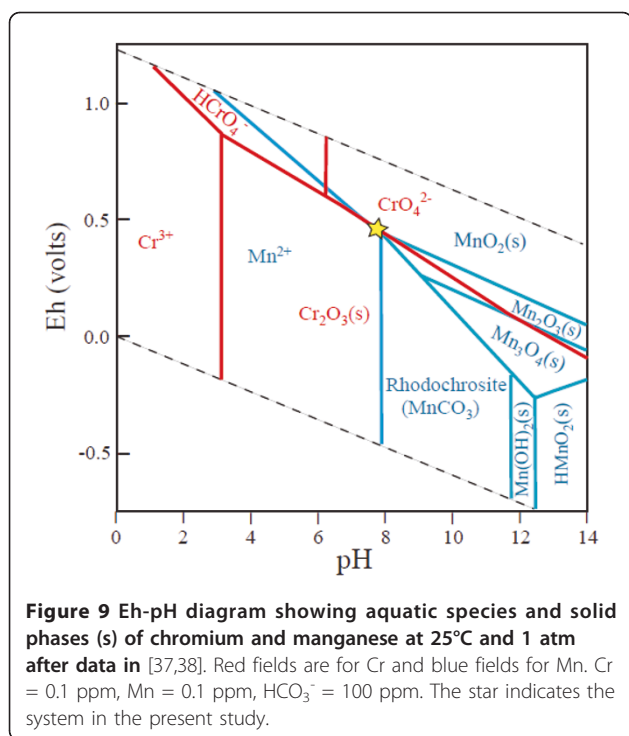 1.0
0.5
0.0
-0.5
Eh (volts)
HCrO₄⁻
CrO₄²⁻
MnO₂(s)
Cr³⁺
Mn²⁺
Cr₂O₃(s)
Mn₂O₃(s)
Mn₃O₄(s)
Rhodochrosite
(MnCO₃)
Mn(OH)₂(s)
HMnO₂(s)
0 2 4 6 8 10 12 14
pH
Figure 9 Eh-pH diagram showing aquatic species and solid
phases (s) of chromium and manganese at 25°C and 1 atm
after data in [37,38]. Red fields are for Cr and blue fields for Mn. Cr
= 0.1 ppm, Mn = 0.1 ppm, HCO₃⁻ = 100 ppm. The star indicates the
system in the present study.